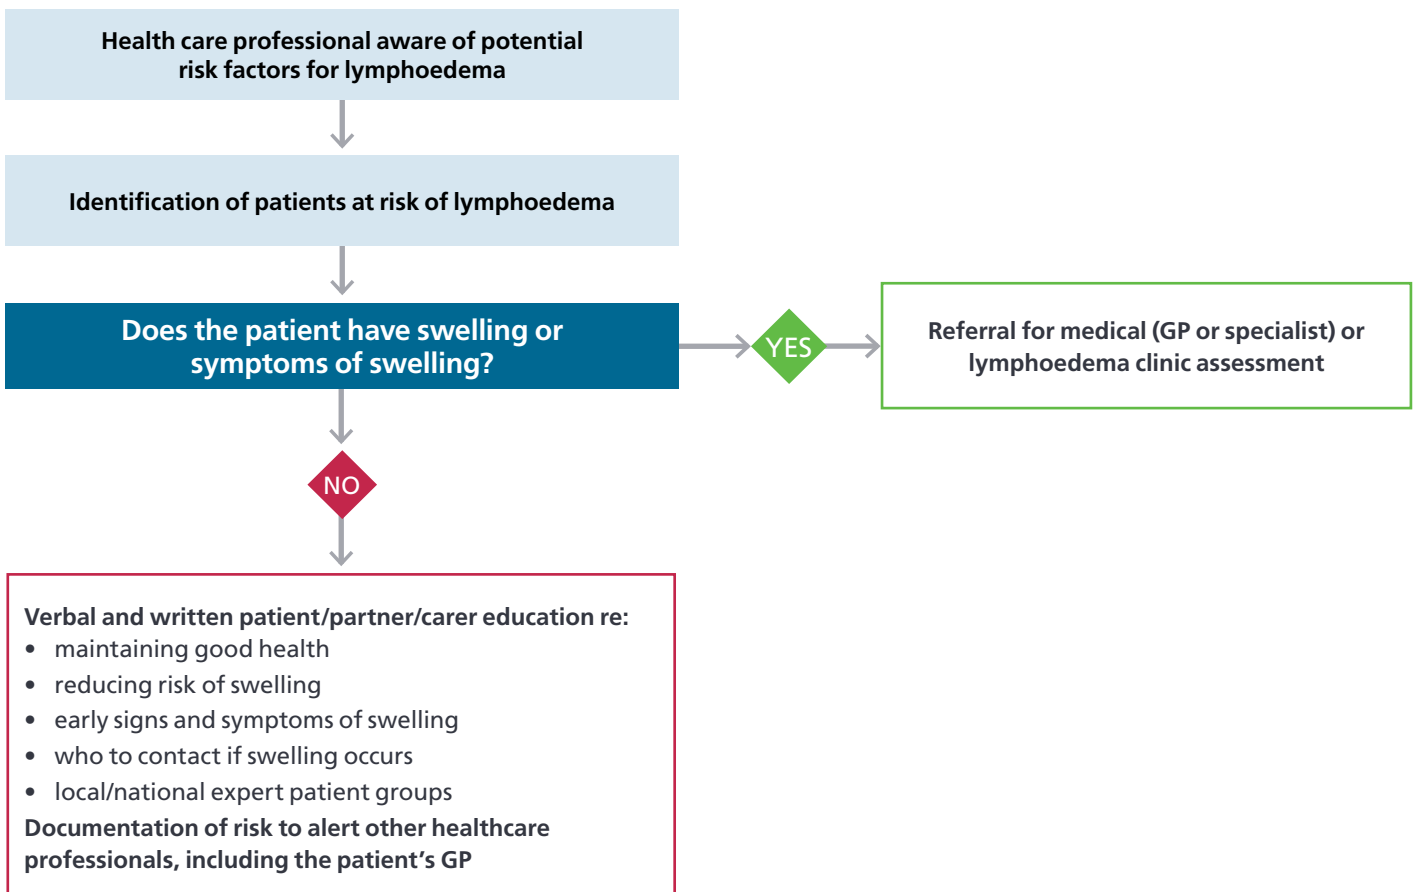 Health care professional aware of potential
risk factors for lymphoedema
Identification of patients at risk of lymphoedema
Does the patient have swelling or
symptoms of swelling?
YES
Referral for medical (GP or specialist) or
lymphoedema clinic assessment
NO
Verbal and written patient/partner/carer education re:
• maintaining good health
• reducing risk of swelling
• early signs and symptoms of swelling
• who to contact if swelling occurs
• local/national expert patient groups
Documentation of risk to alert other healthcare
professionals, including the patient’s GP